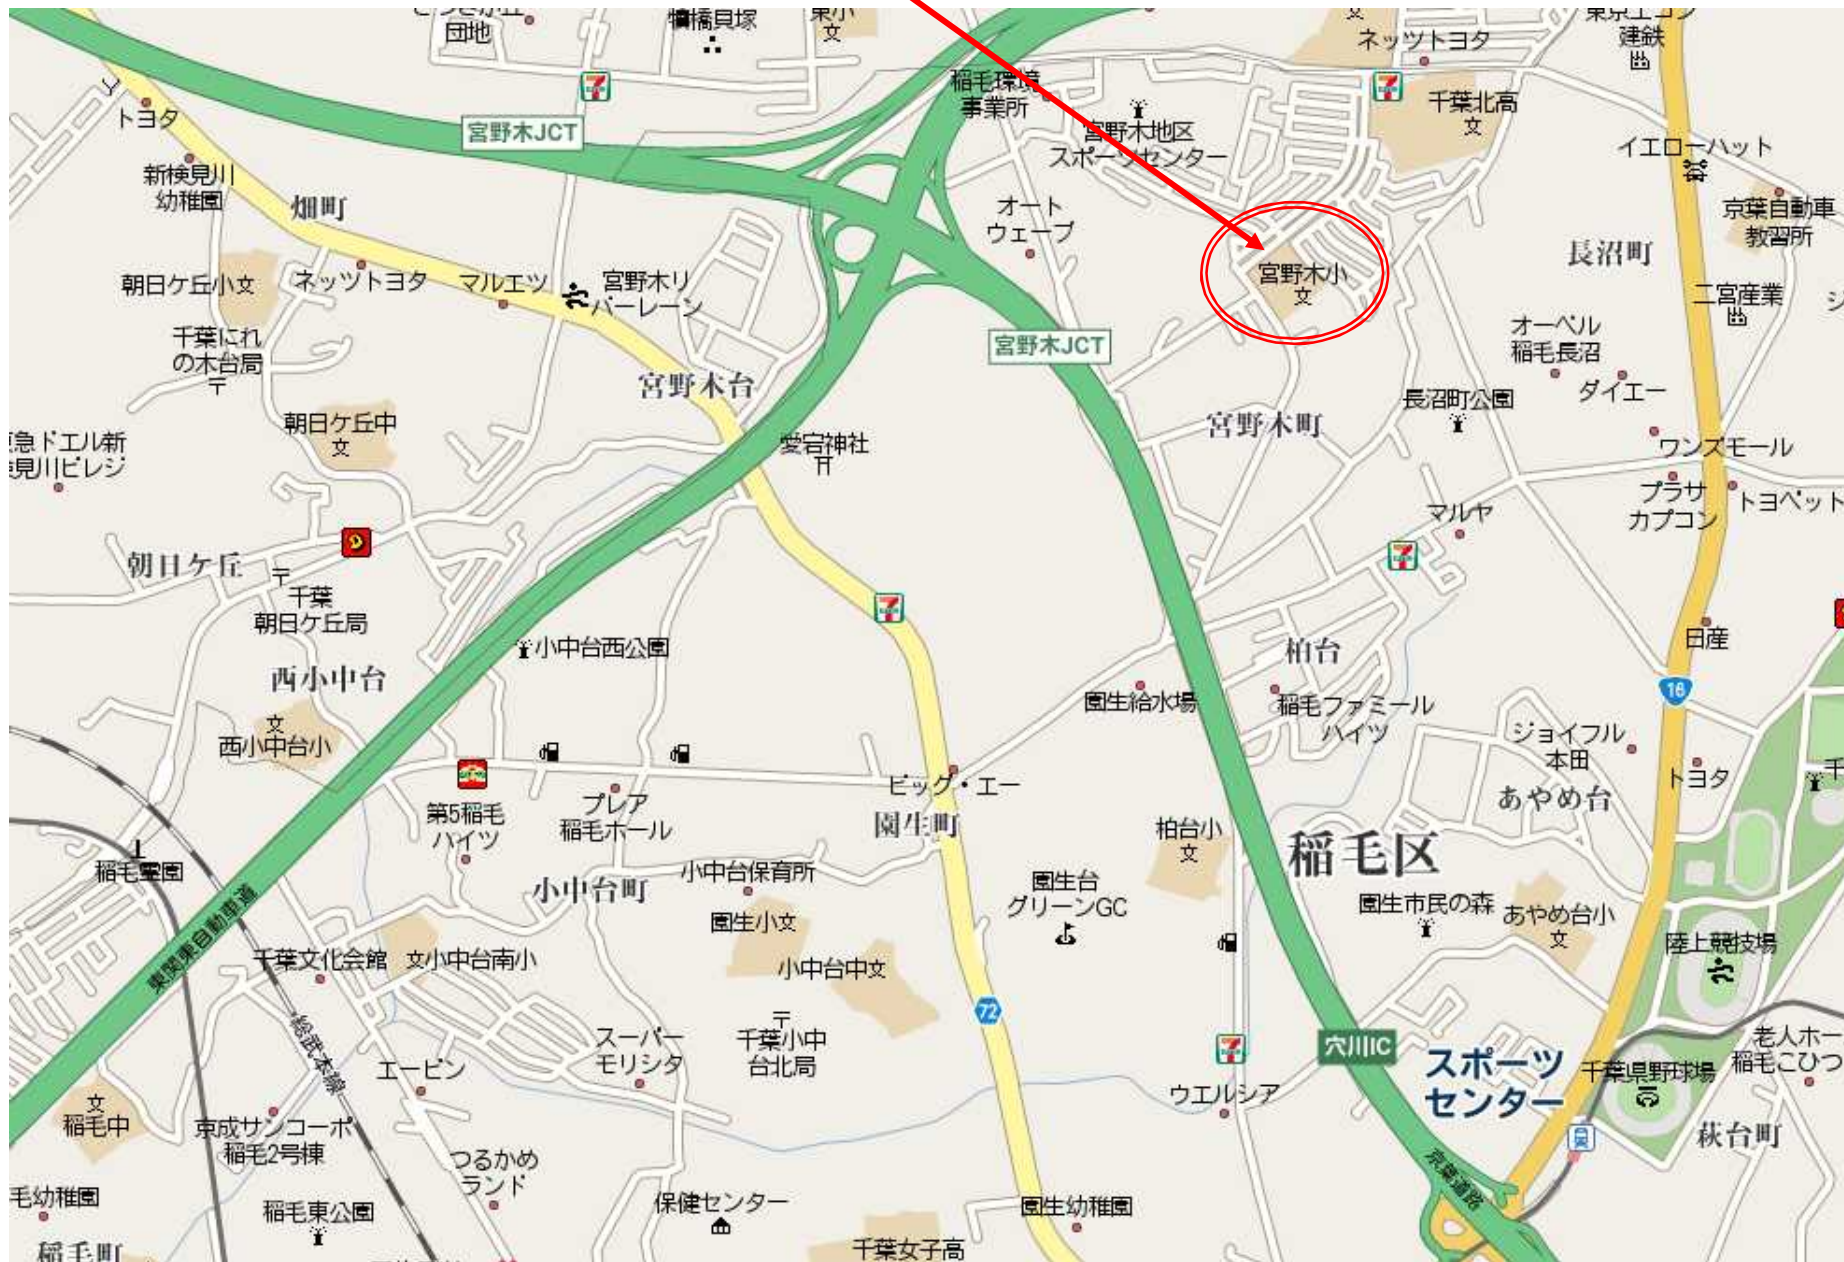 団地
犢橋貝塚
東小
文
文
ネッツトヨタ
建鉄
トヨタ
宮野木JCT
稲毛環境
事業所
宮野木地区
スポーツセンター
千葉北高
文
イエローハット
新検見川
幼稚園
畑町
オート
ウェーブ
京葉自動車
教習所
長沼町
朝日ケ丘小文
ネッツトヨタ
マルエツ
宮野木リ
バーレーン
宮野木小
文
二宮産業
千葉にれ
の木台局
〒
宮野木JCT
オーベル
稲毛長沼
ダイエー
宮野木台
長沼町公園
宮野木町
朝日ケ丘中
文
急ドエル新
見川ビレジ
愛宕神社
ワンズモール
プラサ
カプコン
トヨペット
マルヤ
朝日ケ丘
〒
千葉
朝日ケ丘局
小中台西公園
日産
柏台
西小中台
園生給水場
稲毛ファミール
ハイツ
16
文
西小中台小
ジョイフル
本田
トヨタ
千
ビッグ・エー
あやめ台
第5稲毛
ハイツ
プレア
稲毛ホール
園生町
柏台小
文
稲毛区
稲毛霊園
小中台保育所
小中台町
園生台
グリーンGC
園生市民の森
あやめ台小
文
園生小文
東関東自動車道
千葉文化会館
文小中台南小
小中台中文
陸上競技場
72
総武本線
スーパー
モリシタ
〒
千葉小中
台北局
穴川IC
スポーツ
センター
老人ホー
稲毛こひつ
エービン
ウエルシア
千葉県野球場
文
稲毛中
京成サンコーポ
稲毛2号棟
萩台町
つるかめ
ランド
京葉道路
毛幼稚園
稲毛東公園
保健センター
園生幼稚園
稲毛町
千葉女子高